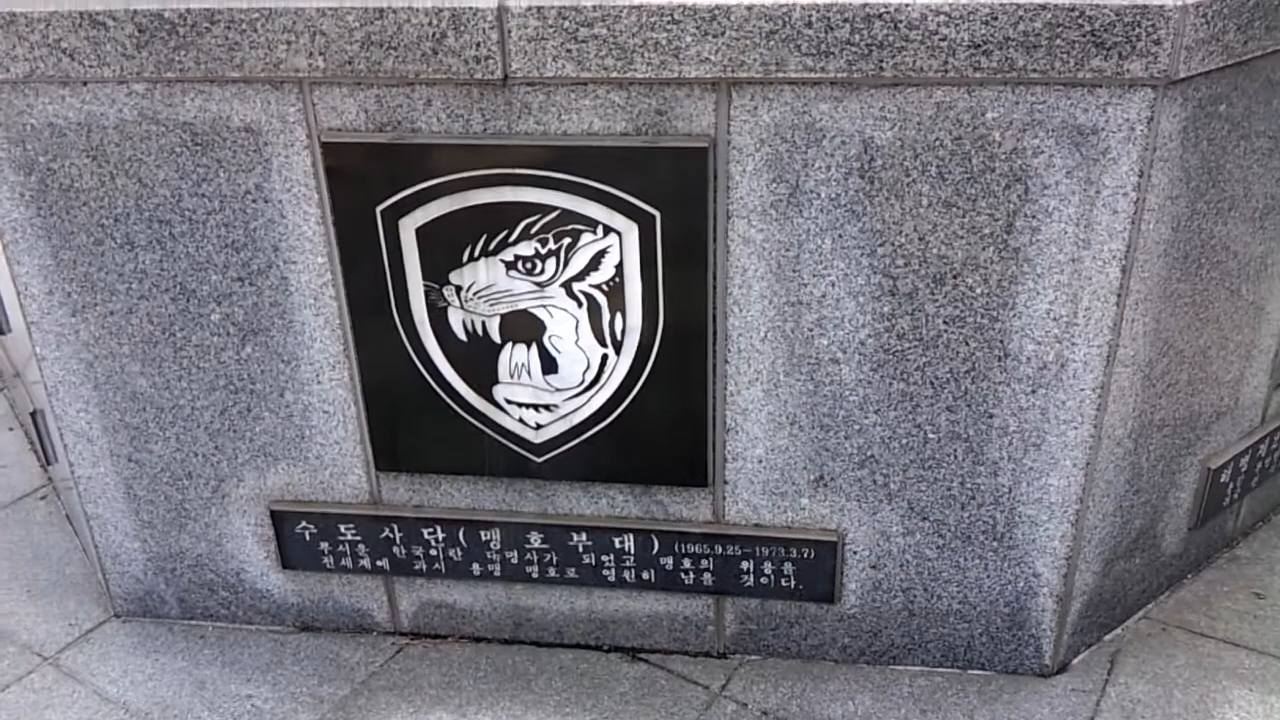 수도사단(맹호부대) (1965.9.25-1973.3.7)
무서운 한국이란 대명사가 되었고 맹호의 위용을
전세계에 과시 용맹 맹호로 영원히 남을 것이다.